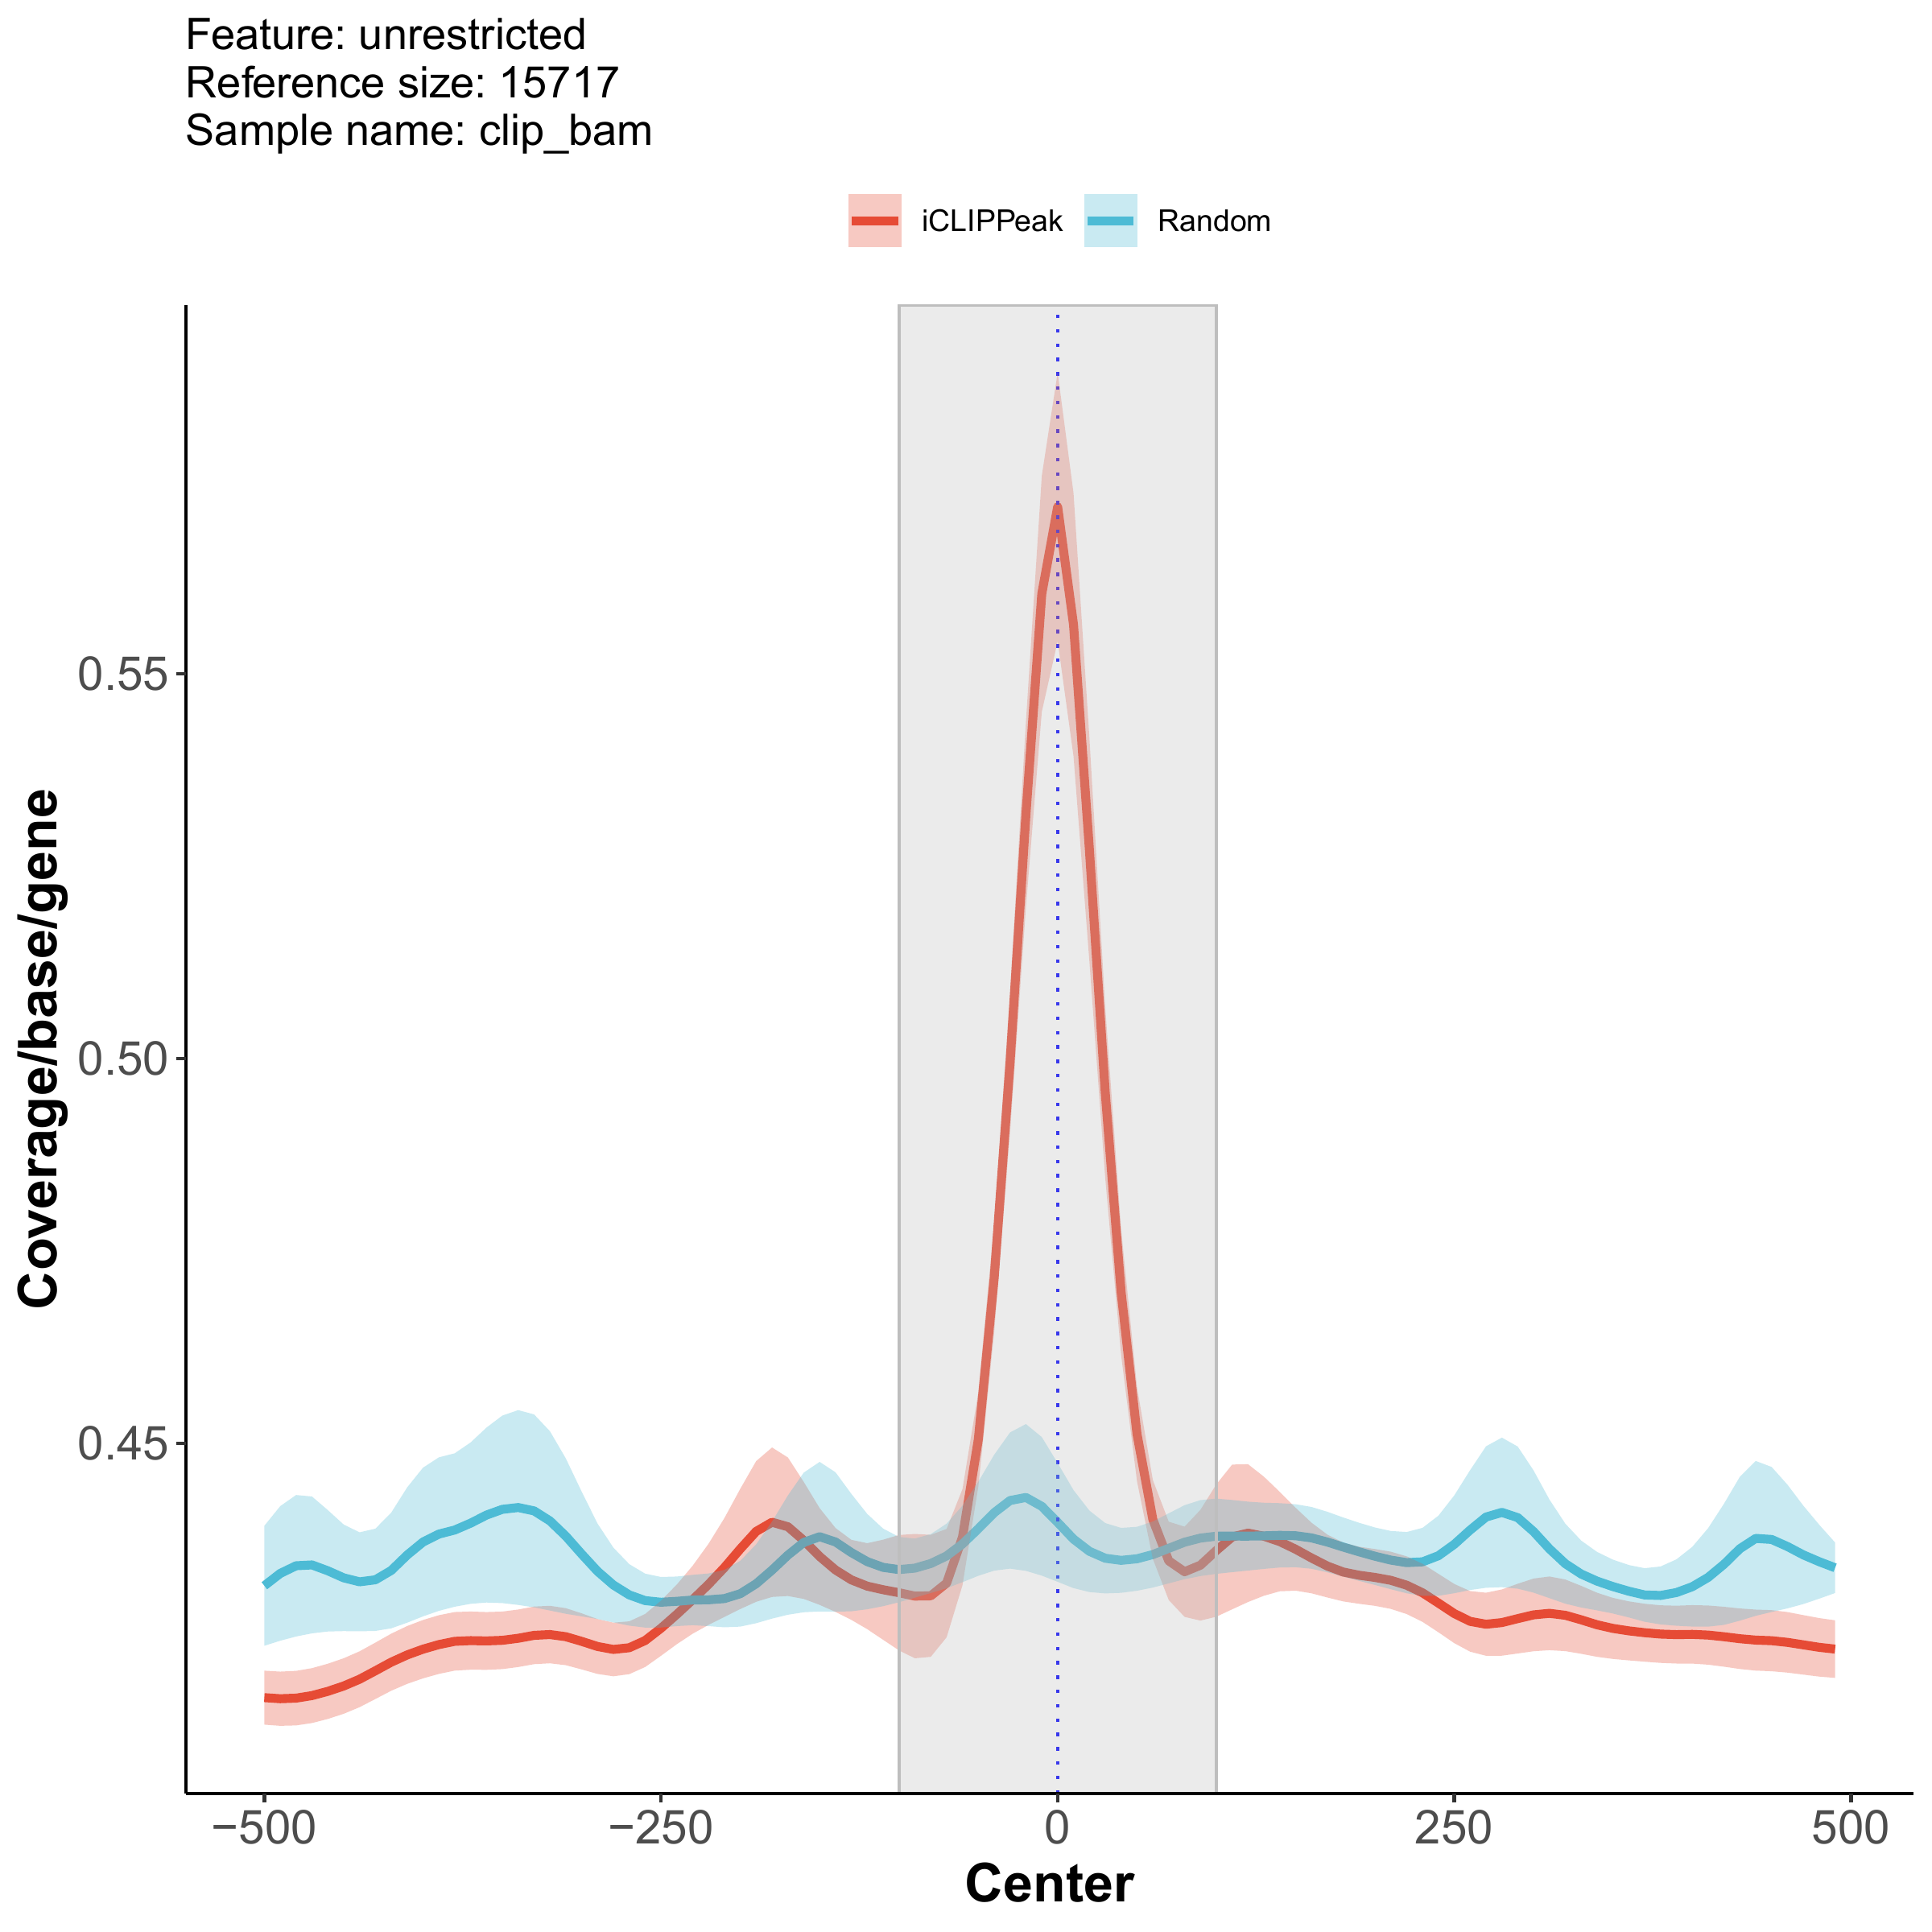 Feature: unrestricted
Reference size: 15717
Sample name: clip_bam
iCLIPPeak Random
Coverage/base/gene
0.55
0.50
0.45
−500 −250 0 250 500
Center